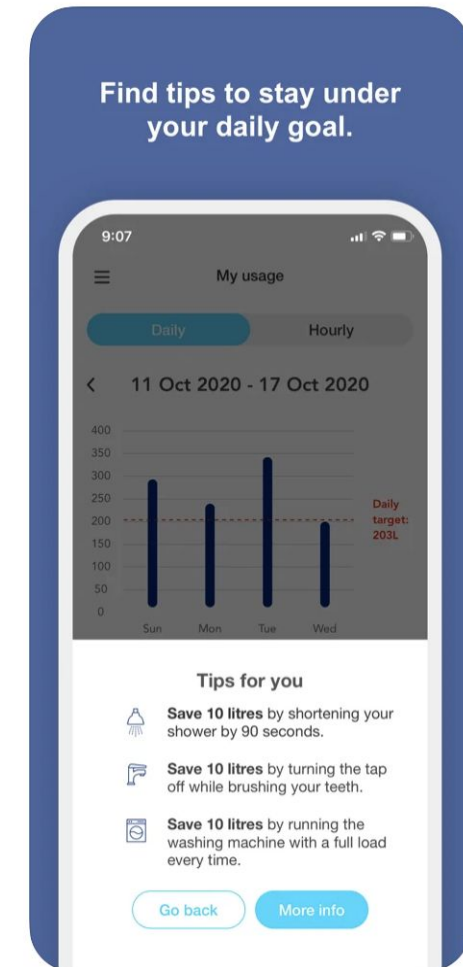 Find tips to stay under
your daily goal.
9:07
My usage
Daily
Hourly
11 Oct 2020 - 17 Oct 2020
400
350
300
250
200
150
100
50
0
Daily
target:
203L
Sun Mon Tue Wed
Tips for you
Save 10 litres by shortening your
shower by 90 seconds.
Save 10 litres by turning the tap
off while brushing your teeth.
Save 10 litres by running the
washing machine with a full load
every time.
Go back
More info